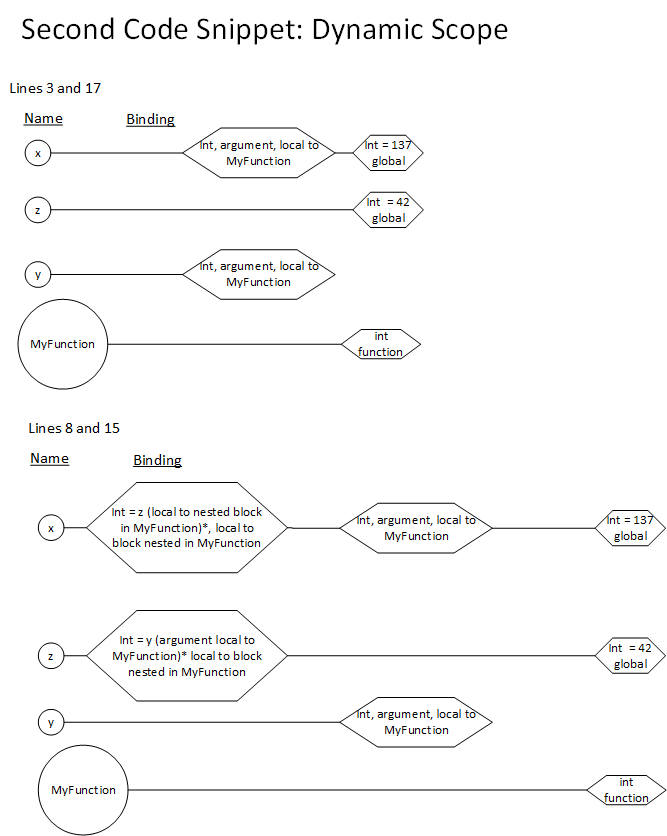 Second Code Snippet: Dynamic Scope
Lines 3 and 17
Name Binding
x
Int, argument, local to
MyFunction
Int = 137
global
z
Int = 42
global
y
Int, argument, local to
MyFunction
MyFunction
int
function
Lines 8 and 15
Name Binding
x
Int = z (local to nested block
in MyFunction)*, local to
block nested in MyFunction
Int, argument, local to
MyFunction
Int = 137
global
z
Int = y (argument local to
MyFunction)* local to block
nested in MyFunction
Int = 42
global
y
Int, argument, local to
MyFunction
MyFunction
int
function